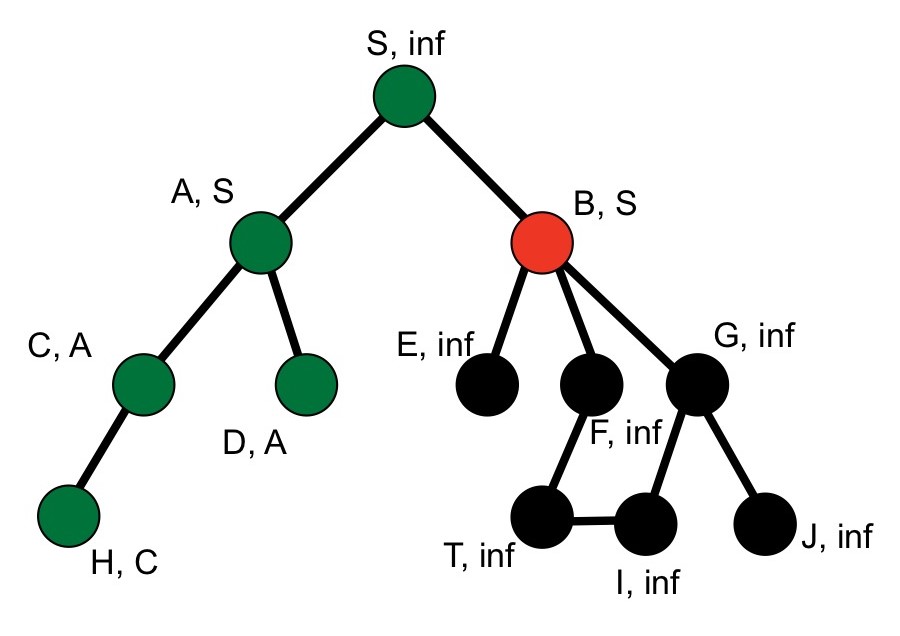 S, inf
A, S
B, S
C, A
D, A
E, inf
F, inf
G, inf
H, C
T, inf
I, inf
J, inf